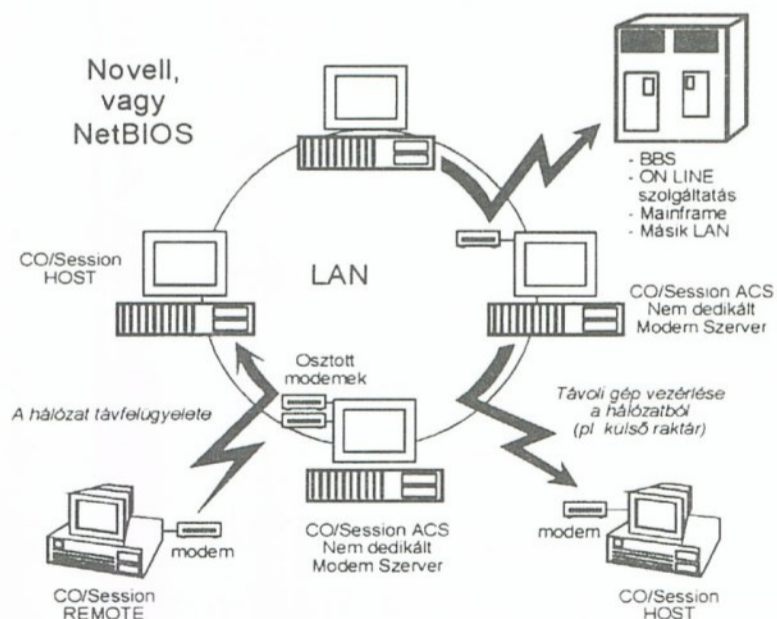 Novell,
vagy
NetBIOS
- BBS
- ON LINE
szolgáltatás
- Mainframe
- Másik LAN
CO/Session
HOST
LAN
CO/Session ACS
Nem dedikált
Modem Szerver
Osztott
modemek
A hálózat távfelügyelete
Távoli gép vezérlése
a hálózatból
(pl külső raktár)
modem
CO/Session ACS
Nem dedikált
Modem Szerver
modem
CO/Session
REMOTE
CO/Session
HOST